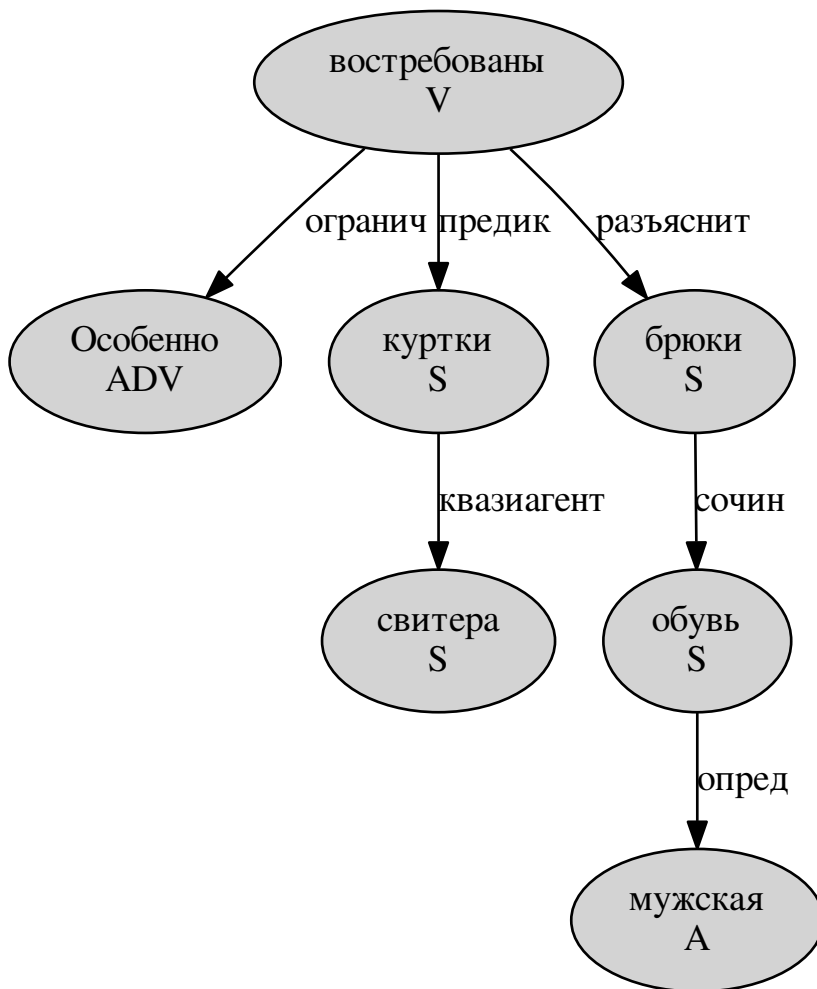 востребованы
V
огранич
предик
разъяснит
Особенно
ADV
куртки
S
брюки
S
квазиагент
сочин
свитера
S
обувь
S
опред
мужская
A